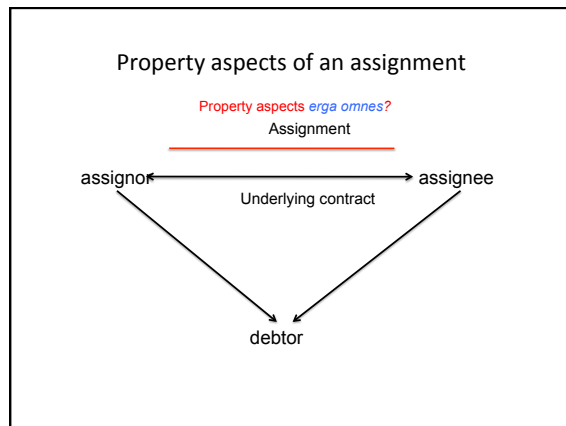 Property aspects of an assignment
Property aspects erga omnes?
Assignment
assignor assignee
Underlying contract
debtor